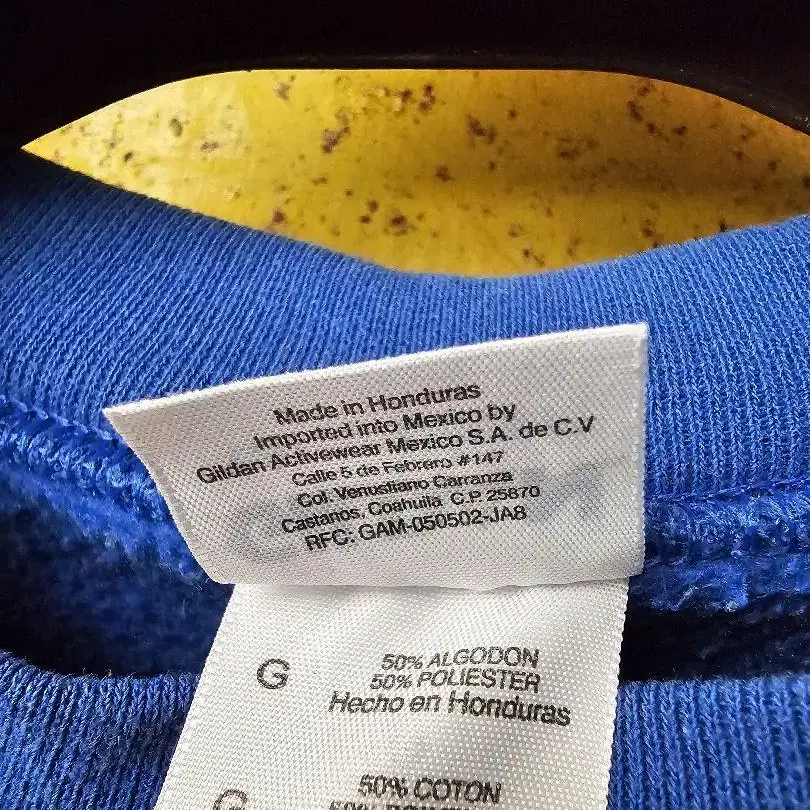 Made in Honduras
Imported into Mexico by
Gildan Activewear Mexico S.A. de C.V
Calle 5 de Febrero #147
Col. Venustiano Carranza
Castanos, Coahuila C.P. 25870
RFC: GAM-050502-JA8
G
50% ALGODON
50% POLIESTER
Hecho en Honduras
G
50% COTON
50%